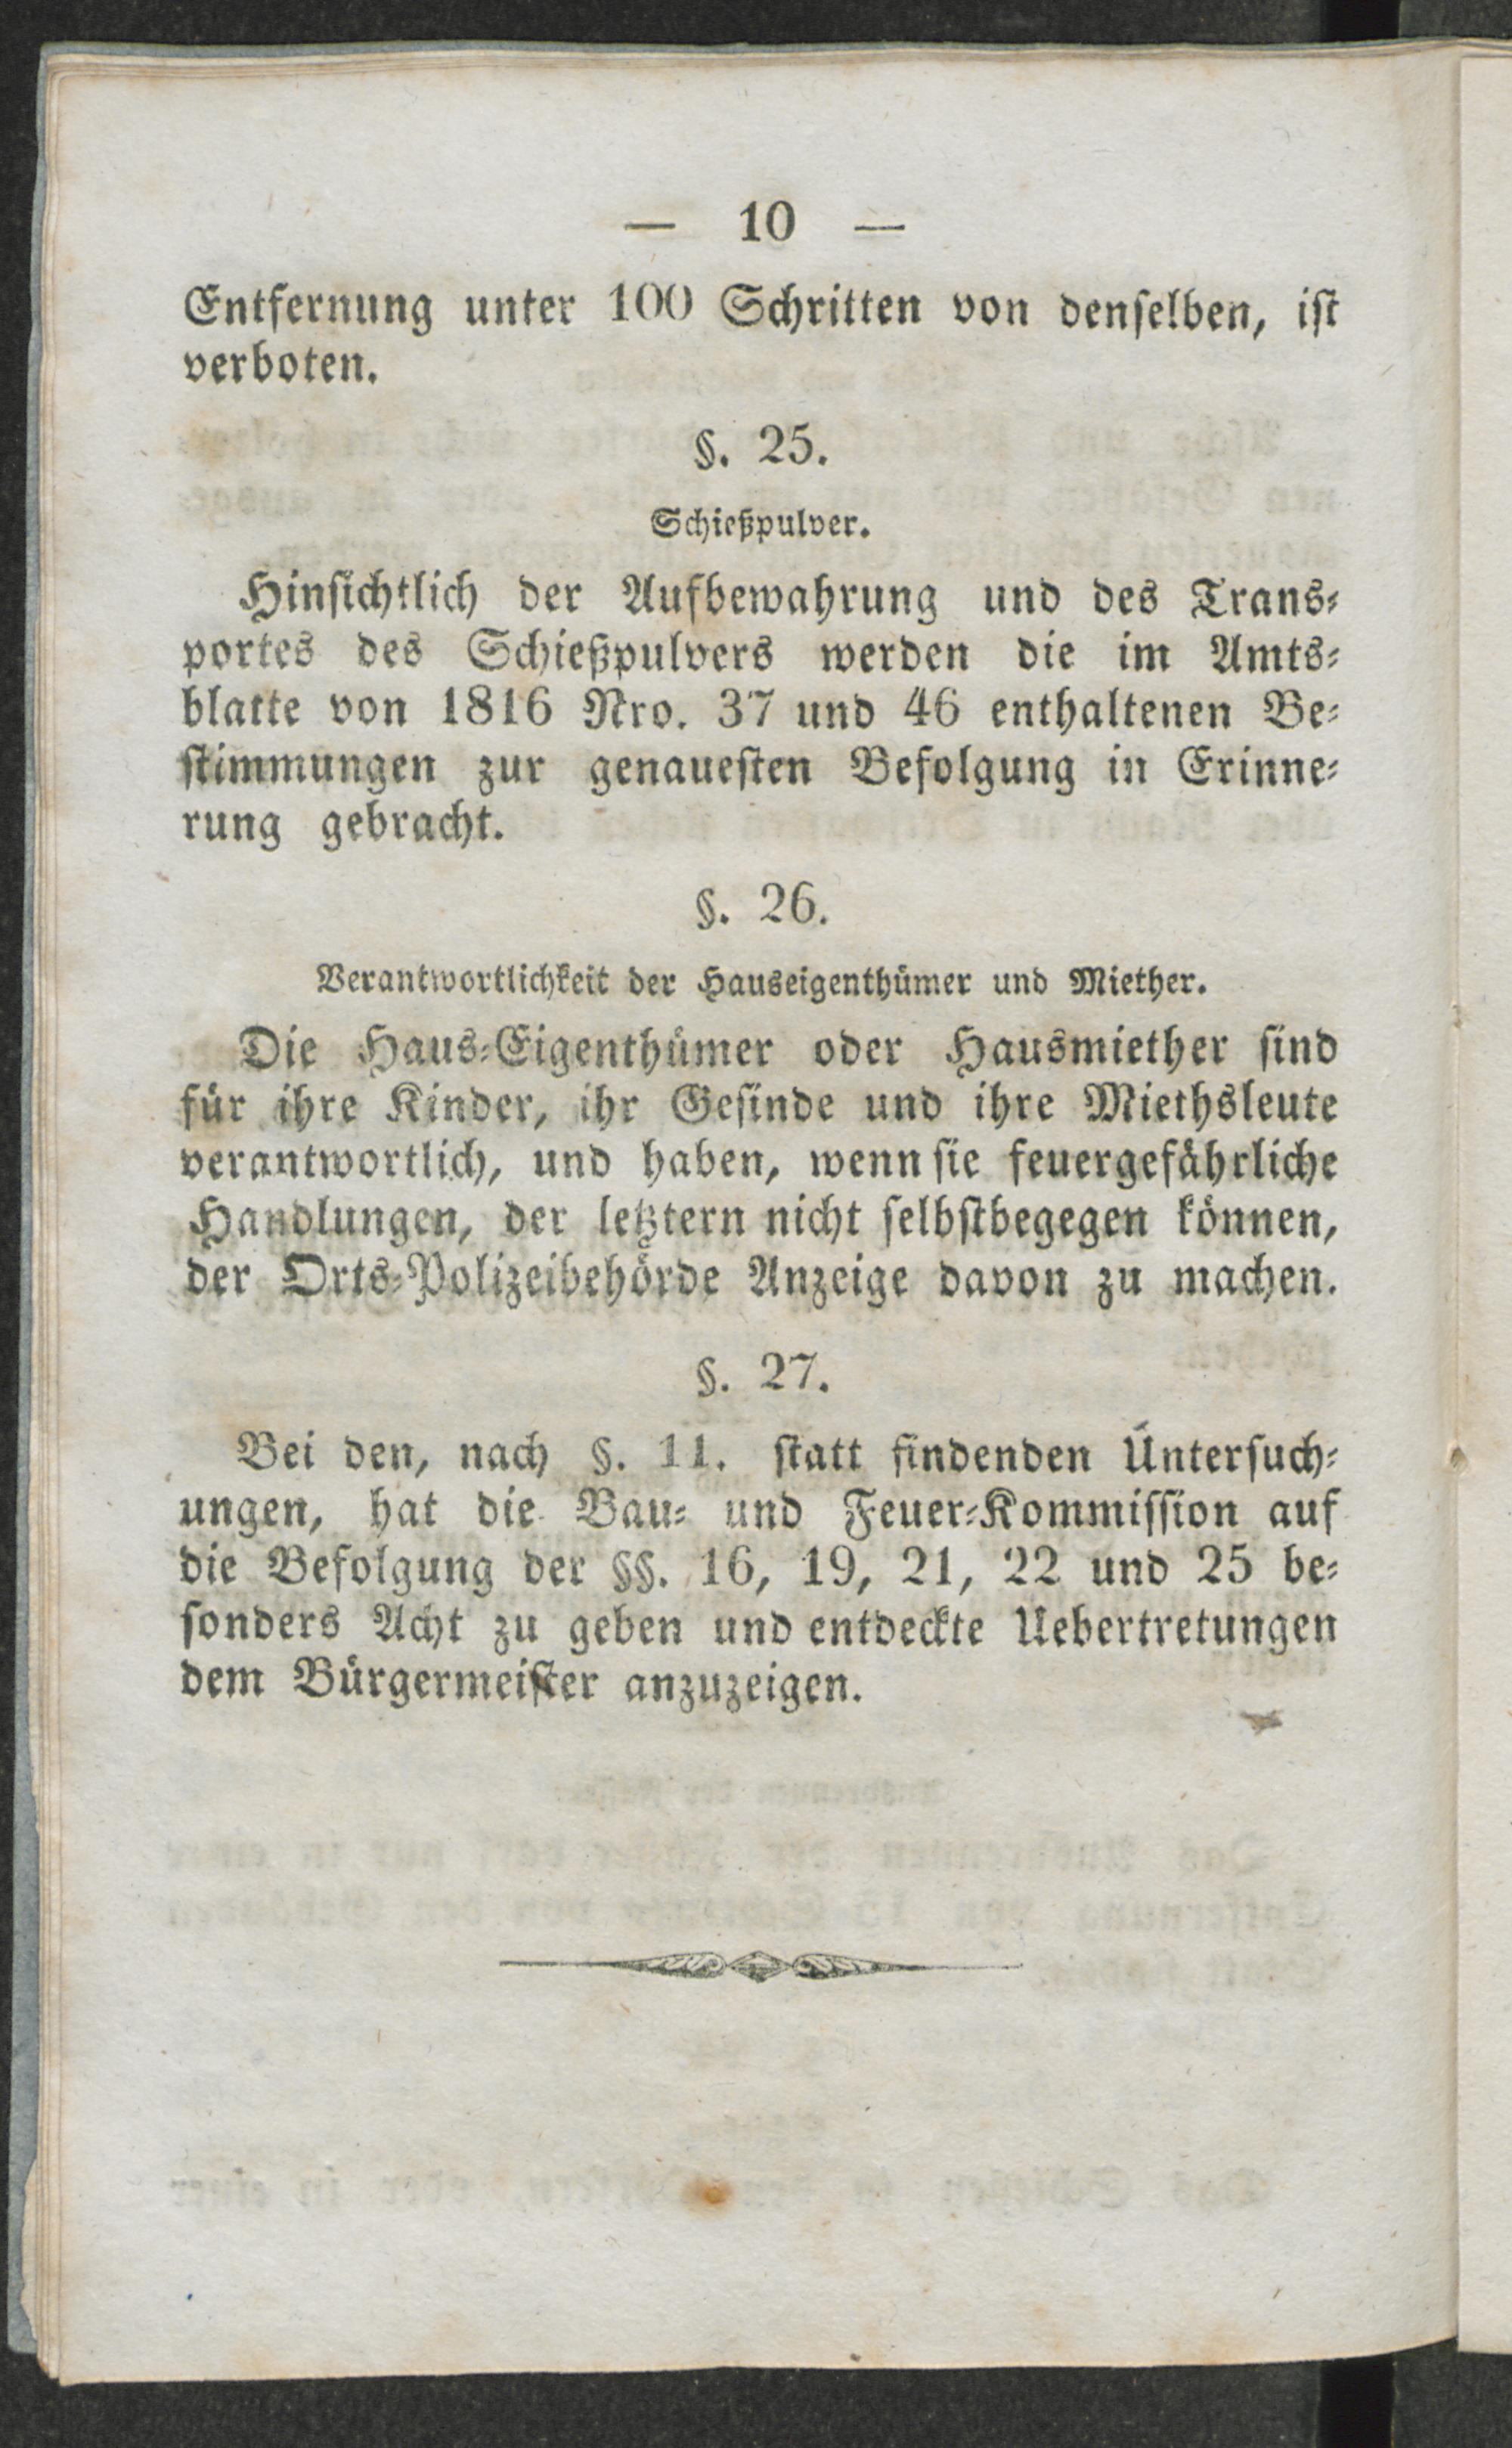 — 10 —
Entfernung unter 100 Schritten von denselben, ist
verboten.
§. 25.
Schießpulver.
Hinsichtlich der Aufbewahrung und des Trans-
portes des Schießpulvers werden die im Amts-
blatte von 1816 Nro. 37 und 46 enthaltenen Be-
stimmungen zur genauesten Befolgung in Erinne-
rung gebracht.
§. 26.
Verantwortlichkeit der Hauseigenthümer und Miether.
Die Haus-Eigenthümer oder Hausmiether sind
für ihre Kinder, ihr Gesinde und ihre Miethsleute
verantwortlich, und haben, wenn sie feuergefährliche
Handlungen, der letztern nicht selbstbegegen können,
der Orts-Polizeibehörde Anzeige davon zu machen.
§. 27.
Bei den, nach §. 11. statt findenden Untersuch-
ungen, hat die Bau- und Feuer-Kommission auf
die Befolgung der §§. 16, 19, 21, 22 und 25 be-
sonders Acht zu geben und entdeckte Uebertretungen
dem Bürgermeister anzuzeigen.